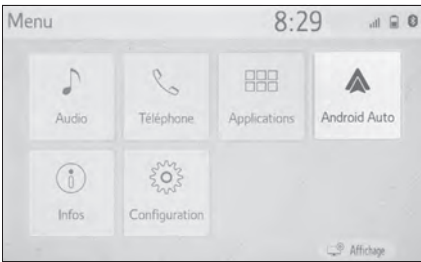 Menu 8:29
Audio Téléphone Applications Android Auto
Infos Configuration
Affichage